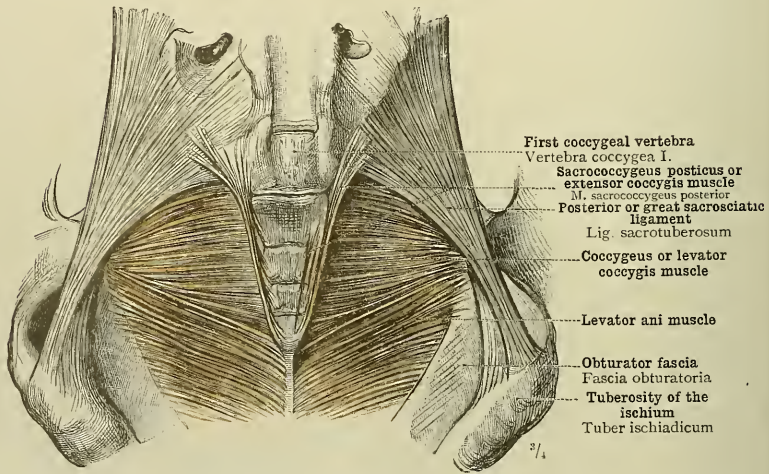 First coccygeal vertebra
Vertebra coccygea I.
Sacrococcygeus posticus or
extensor coccygis muscle
M. sacrococcygeus posterior
Posterior or great sacrosciatic
ligament
Lig. sacrotuberosum
Coccygeus or levator
coccygis muscle
Levator ani muscle
Obturator fascia
Fascia obturatoria
Tuberosity of the
ischium
Tuber ischiadicum
3/4